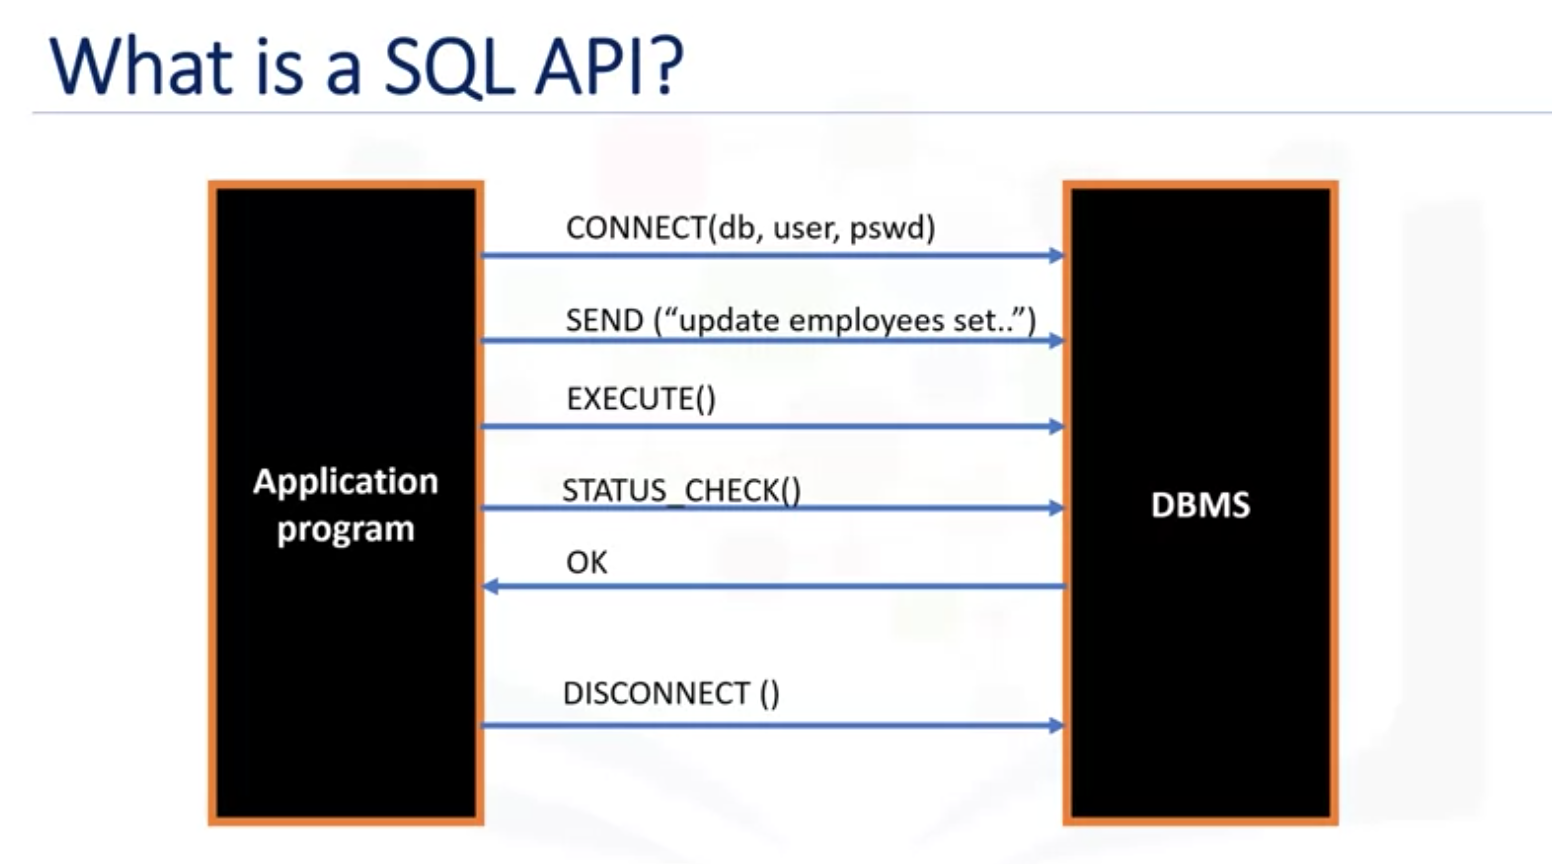 What is a SQL API?
CONNECT(db, user, pswd)
SEND (“update employees set..”)
EXECUTE()
STATUS_CHECK()
OK
DISCONNECT ()
Application
program
DBMS